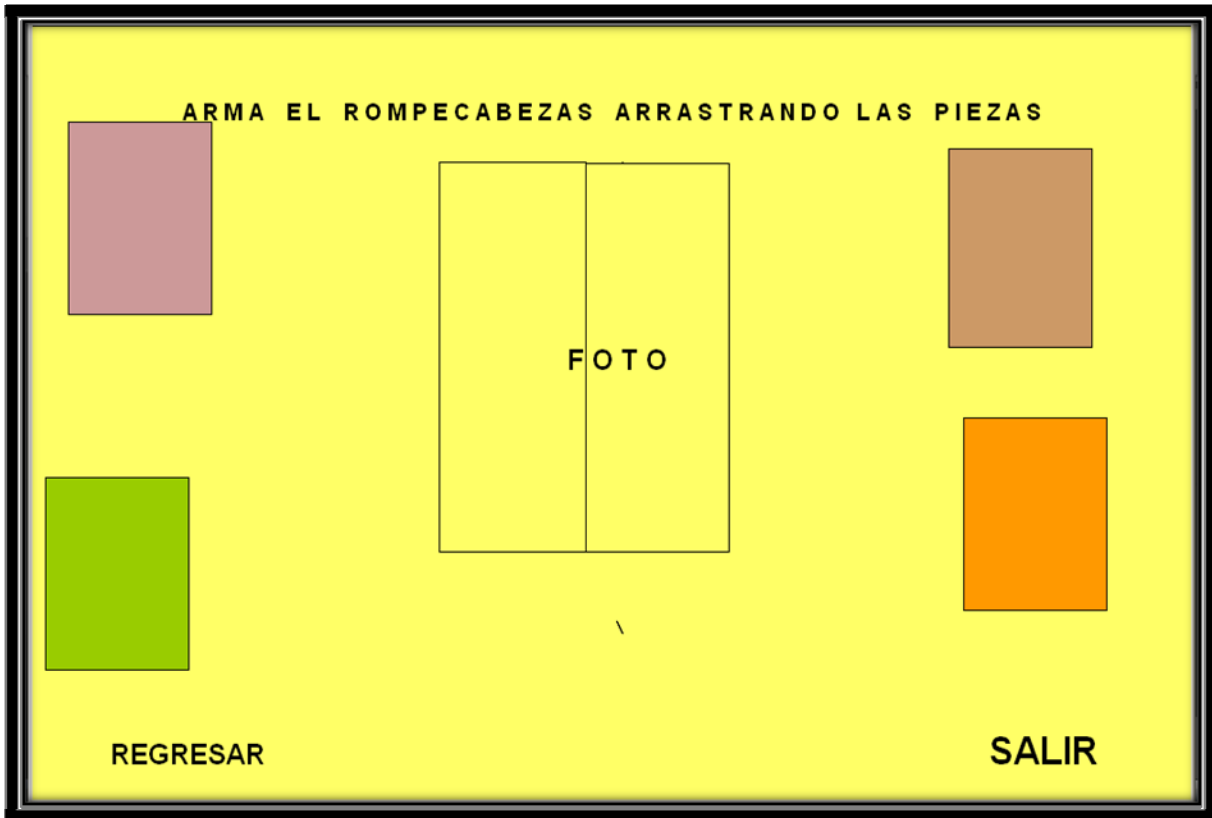 ARMA EL ROMPECABEZAS ARRASTRANDO LAS PIEZAS
FOTO
\
REGRESAR
SALIR